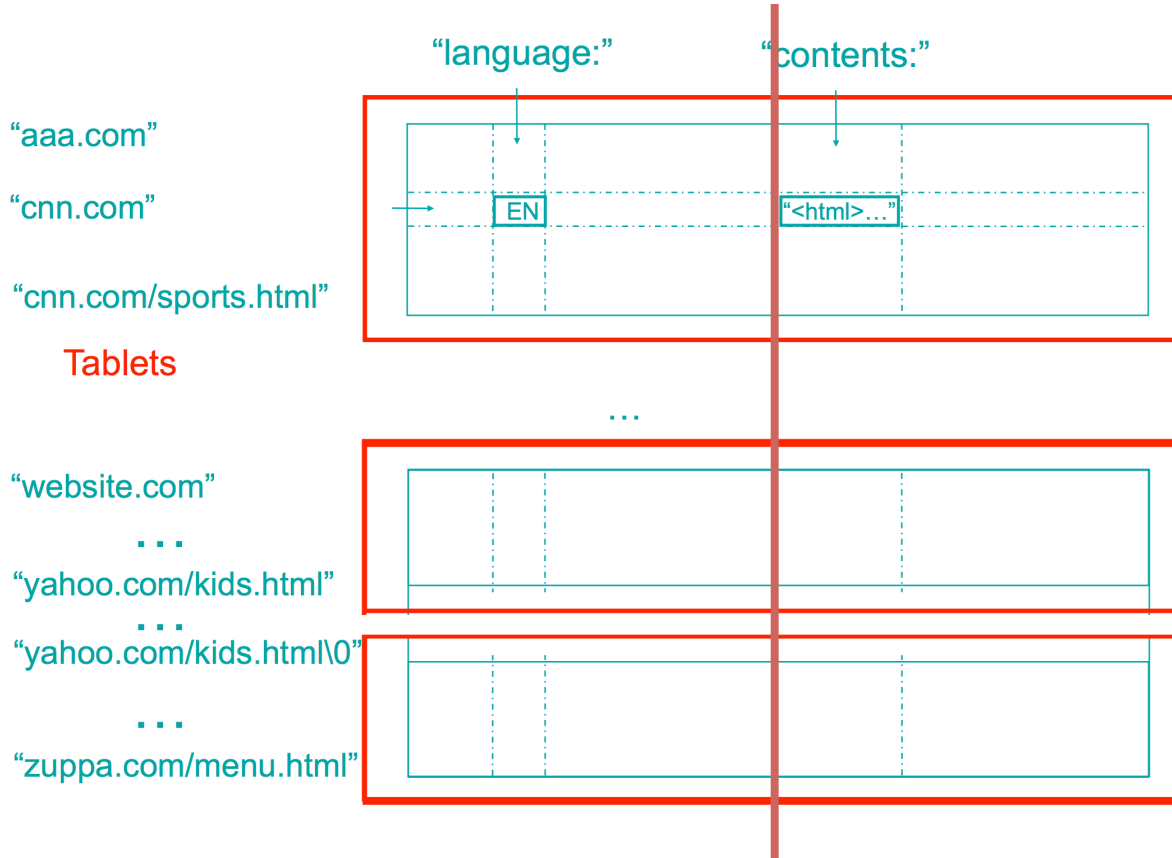 “language:” “contents:”
“aaa.com”
“cnn.com” EN “<html>…”
“cnn.com/sports.html”
Tablets
…
“website.com”
…
“yahoo.com/kids.html”
…
“yahoo.com/kids.html\0”
…
“zuppa.com/menu.html”